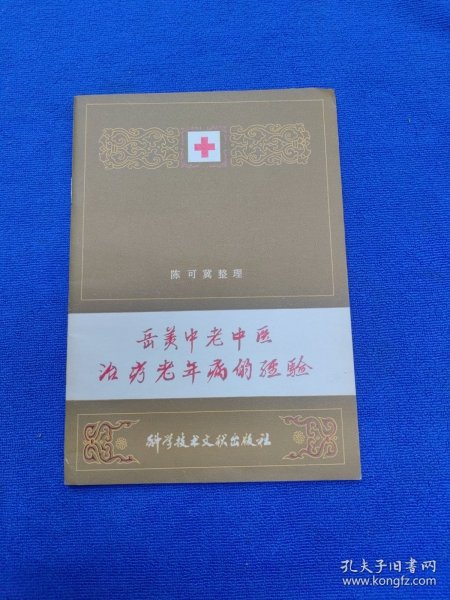 陈可冀整理
岳美中老中医
治疗老年病的经验
科学技术文献出版社
孔夫子旧书网
www.kongfz.com